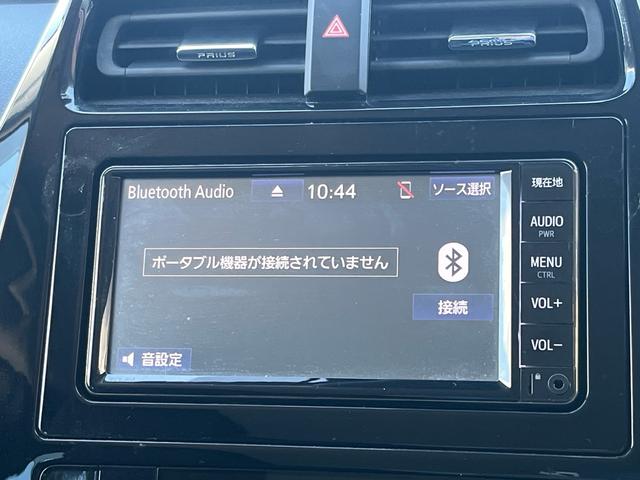 PRIUS
PRIUS
Bluetooth Audio
10:44
ソース選択
現在地
AUDIO
PWR
ポータブル機器が接続されていません
MENU
CTRL
接続
VOL+
音設定
VOL-